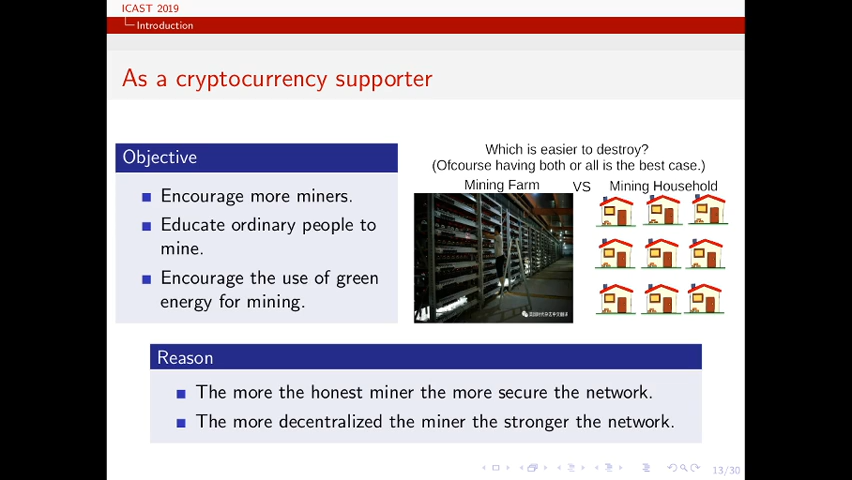 ICAST 2019
Introduction
As a cryptocurrency supporter
Objective
Encourage more miners.
Educate ordinary people to
mine.
Encourage the use of green
energy for mining.
Which is easier to destroy?
(Ofcourse having both or all is the best case.)
Mining Farm VS Mining Household
Reason
The more the honest miner the more secure the network.
The more decentralized the miner the stronger the network.
13/30